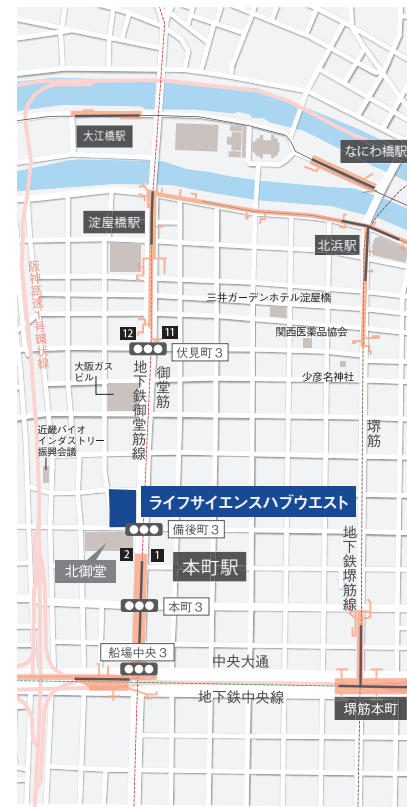 大江橋駅
なにわ橋駅
淀屋橋駅
北浜駅
阪神高速1号環状線
三井ガーデンホテル淀屋橋
12
11
関西医薬品協会
伏見町3
大阪ガス
ビル
地下鉄御堂筋線
御堂筋
少彦名神社
堺筋
近畿バイオ
インダストリー
振興会議
ライフサイエンスハブウエスト
備後町3
地下鉄堺筋線
2
1
本町駅
北御堂
本町3
船場中央3
中央大通
地下鉄中央線
堺筋本町